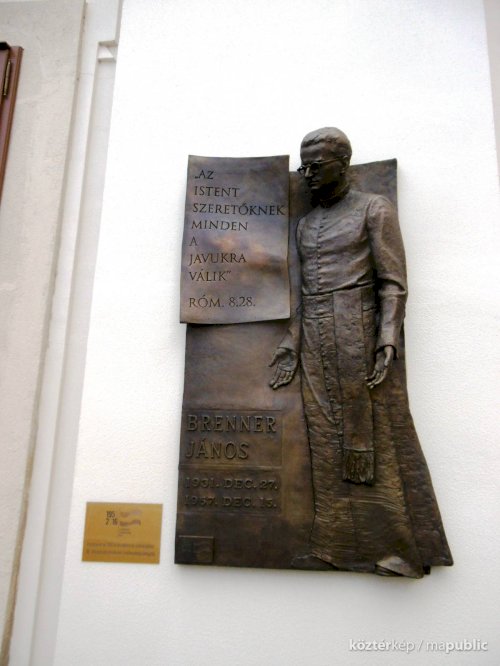 „AZ
ISTENT
SZERETŐKNEK
MINDEN
A
JAVUKRA
VÁLIK"
RÓM. 8,28.
BRENNER
JÁNOS
1931. DEC. 27.
1957. DEC. 15.
köztérkép / mapublic